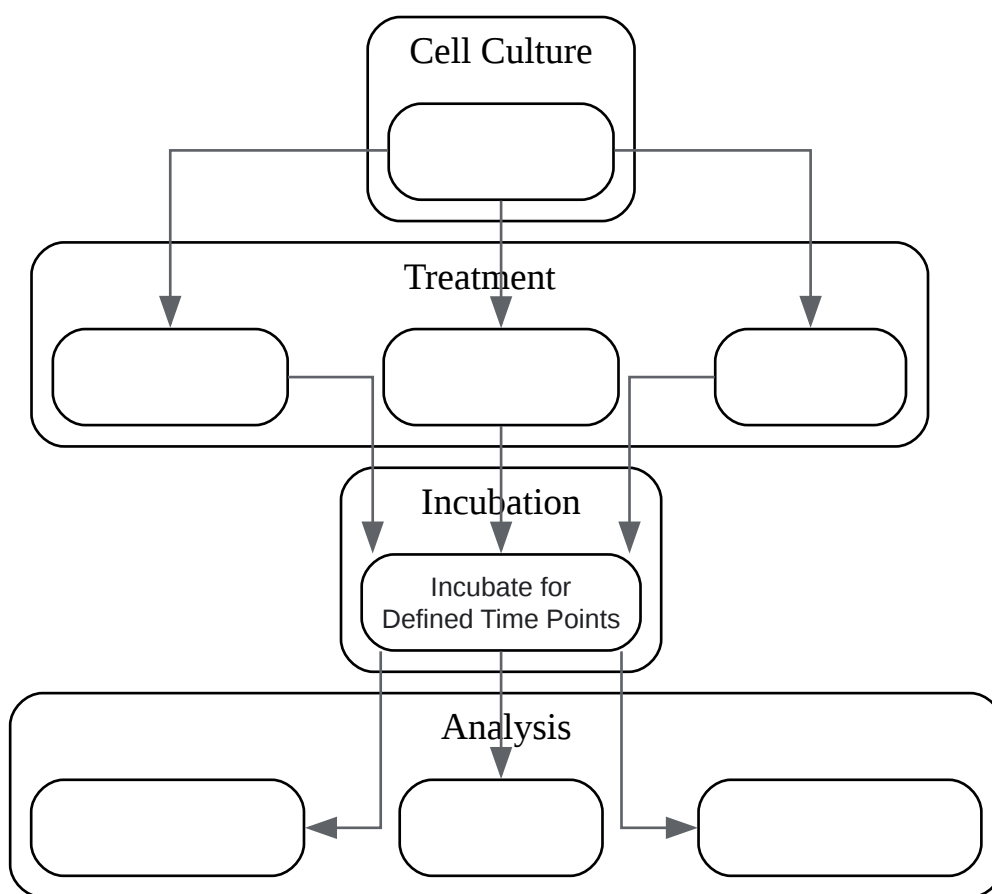 Cell Culture
Treatment
Incubation
Incubate for
Defined Time Points
Analysis